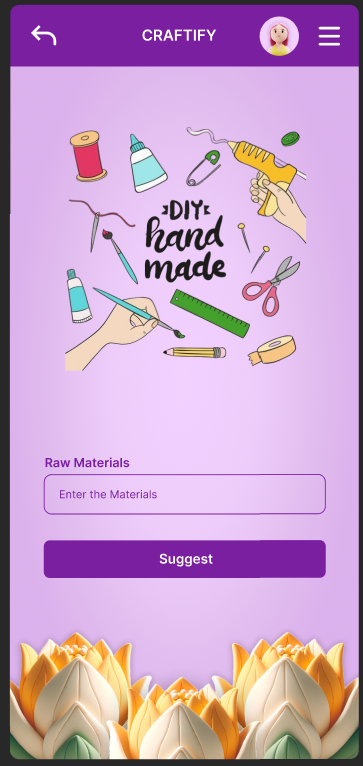 CRAFTIFY
DIY
hand
made
Raw Materials
Enter the Materials
Suggest